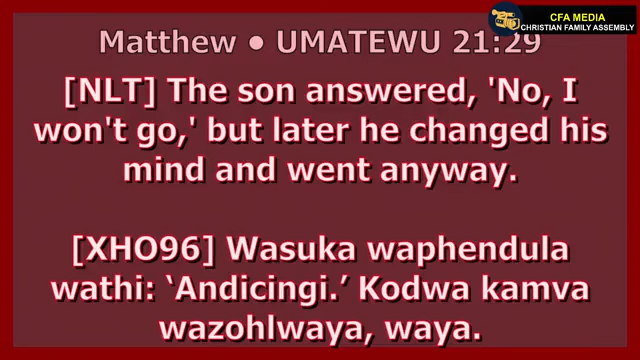 CFA MEDIA
CHRISTIAN FAMILY ASSEMBLY
Matthew ● UMATEWU 21:29
[NLT] The son answered, 'No, I
won't go,' but later he changed his
mind and went anyway.
[XHO96] Wasuka waphendula
wathi: ‘Andicingi.’ Kodwa kamva
wazohlwaya, waya.